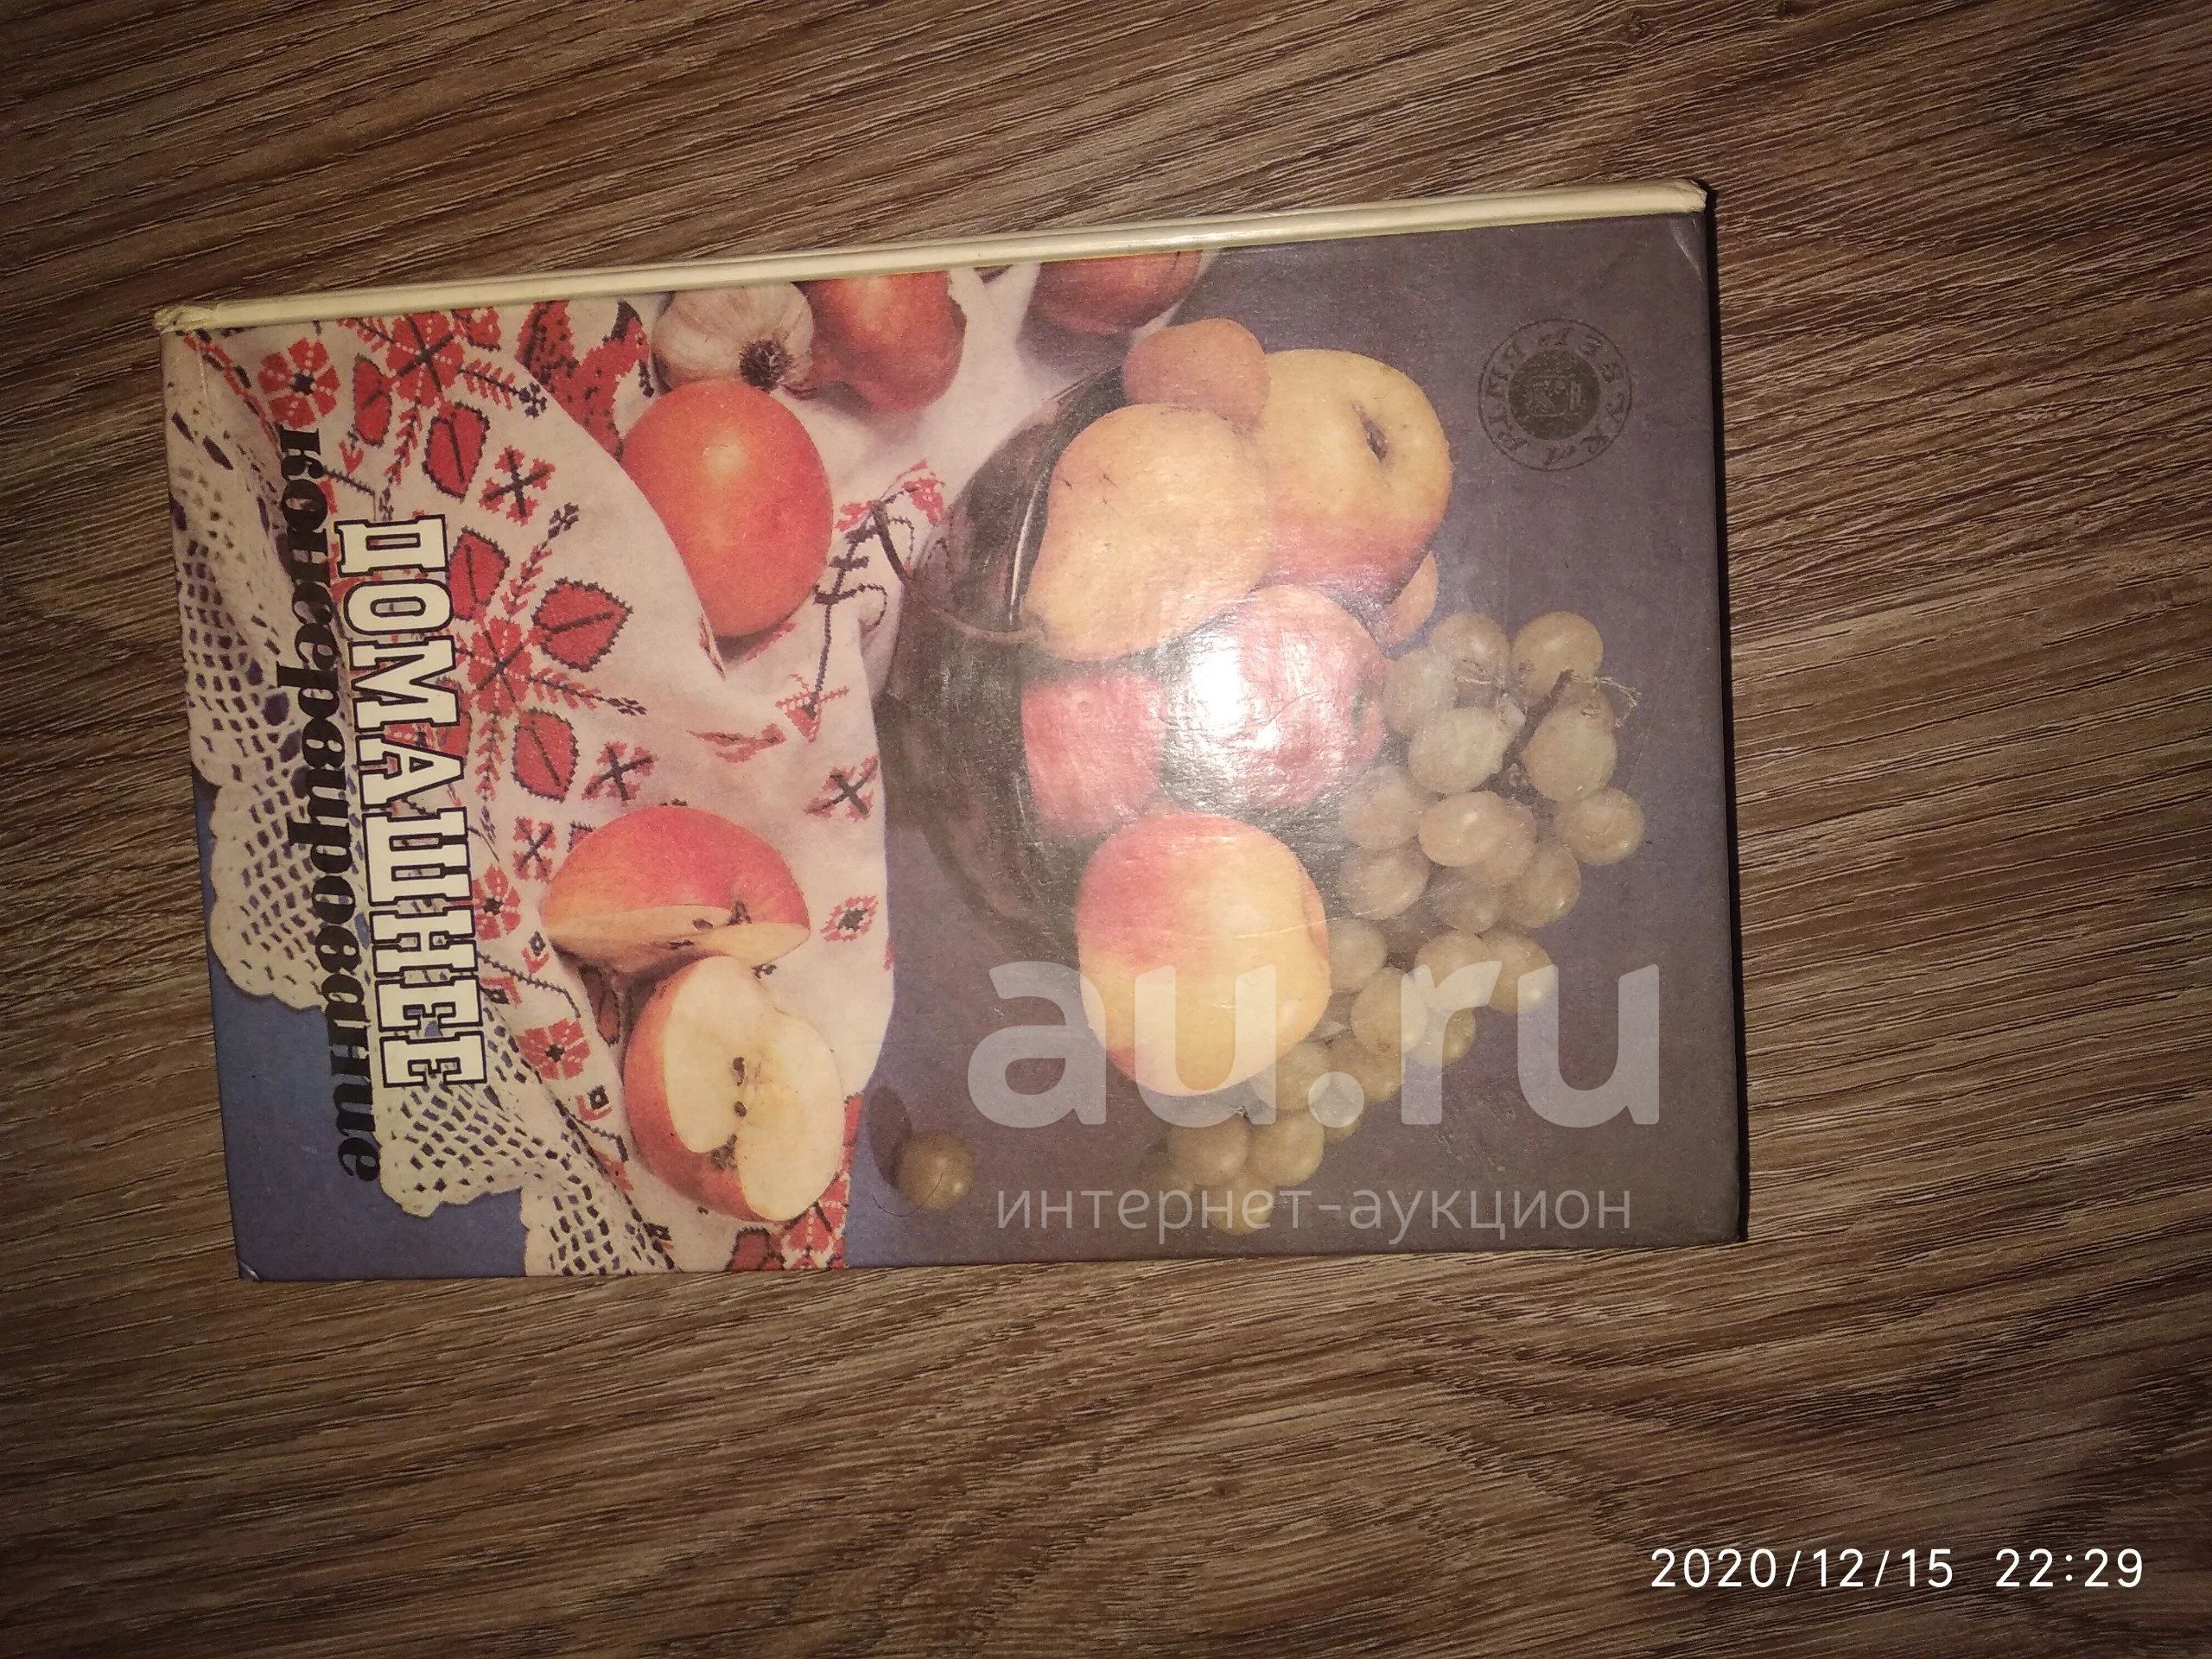 ДОМАШНЕЕ
консервирование
au.ru
интернет-аукцион
2020/12/15 22:29